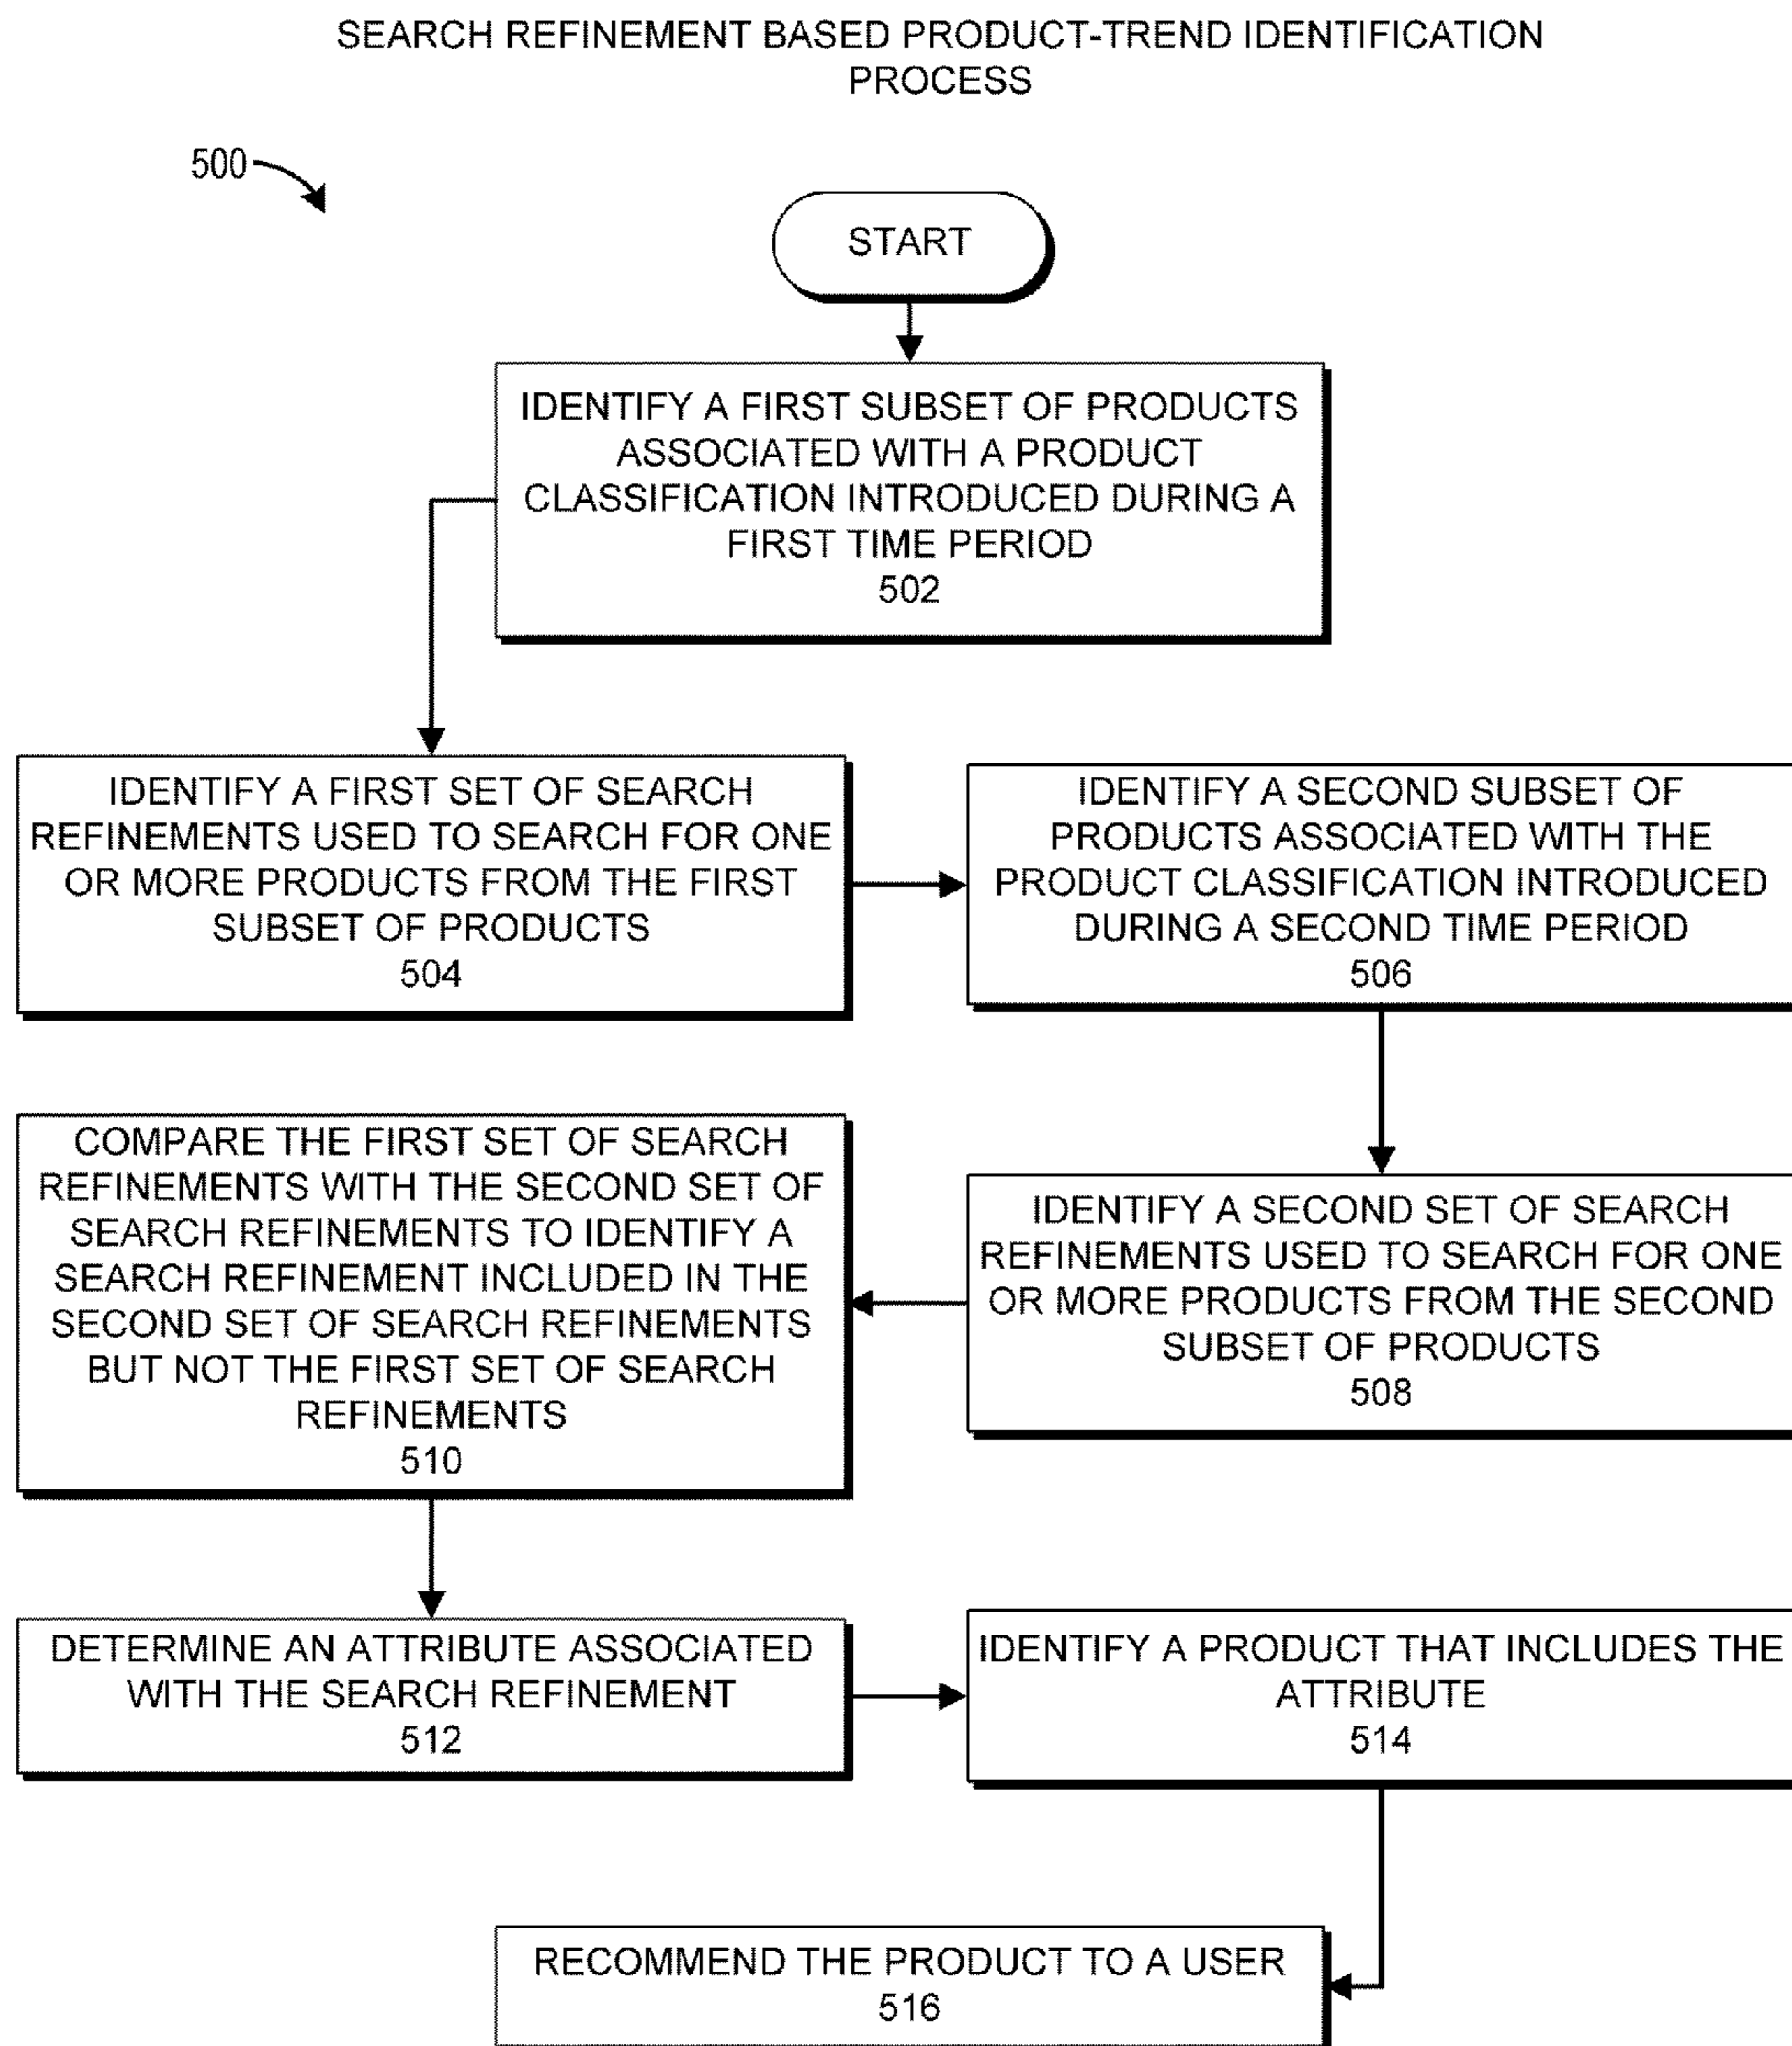 SEARCH REFINEMENT BASED PRODUCT-TREND IDENTIFICATION
PROCESS
500
START
IDENTIFY A FIRST SUBSET OF PRODUCTS
ASSOCIATED WITH A PRODUCT
CLASSIFICATION INTRODUCED DURING A
FIRST TIME PERIOD
502
IDENTIFY A FIRST SET OF SEARCH
REFINEMENTS USED TO SEARCH FOR ONE
OR MORE PRODUCTS FROM THE FIRST
SUBSET OF PRODUCTS
504
IDENTIFY A SECOND SUBSET OF
PRODUCTS ASSOCIATED WITH THE
PRODUCT CLASSIFICATION INTRODUCED
DURING A SECOND TIME PERIOD
506
IDENTIFY A SECOND SET OF SEARCH
REFINEMENTS USED TO SEARCH FOR ONE
OR MORE PRODUCTS FROM THE SECOND
SUBSET OF PRODUCTS
508
COMPARE THE FIRST SET OF SEARCH
REFINEMENTS WITH THE SECOND SET OF
SEARCH REFINEMENTS TO IDENTIFY A
SEARCH REFINEMENT INCLUDED IN THE
SECOND SET OF SEARCH REFINEMENTS
BUT NOT THE FIRST SET OF SEARCH
REFINEMENTS
510
DETERMINE AN ATTRIBUTE ASSOCIATED
WITH THE SEARCH REFINEMENT
512
IDENTIFY A PRODUCT THAT INCLUDES THE
ATTRIBUTE
514
RECOMMEND THE PRODUCT TO A USER
516